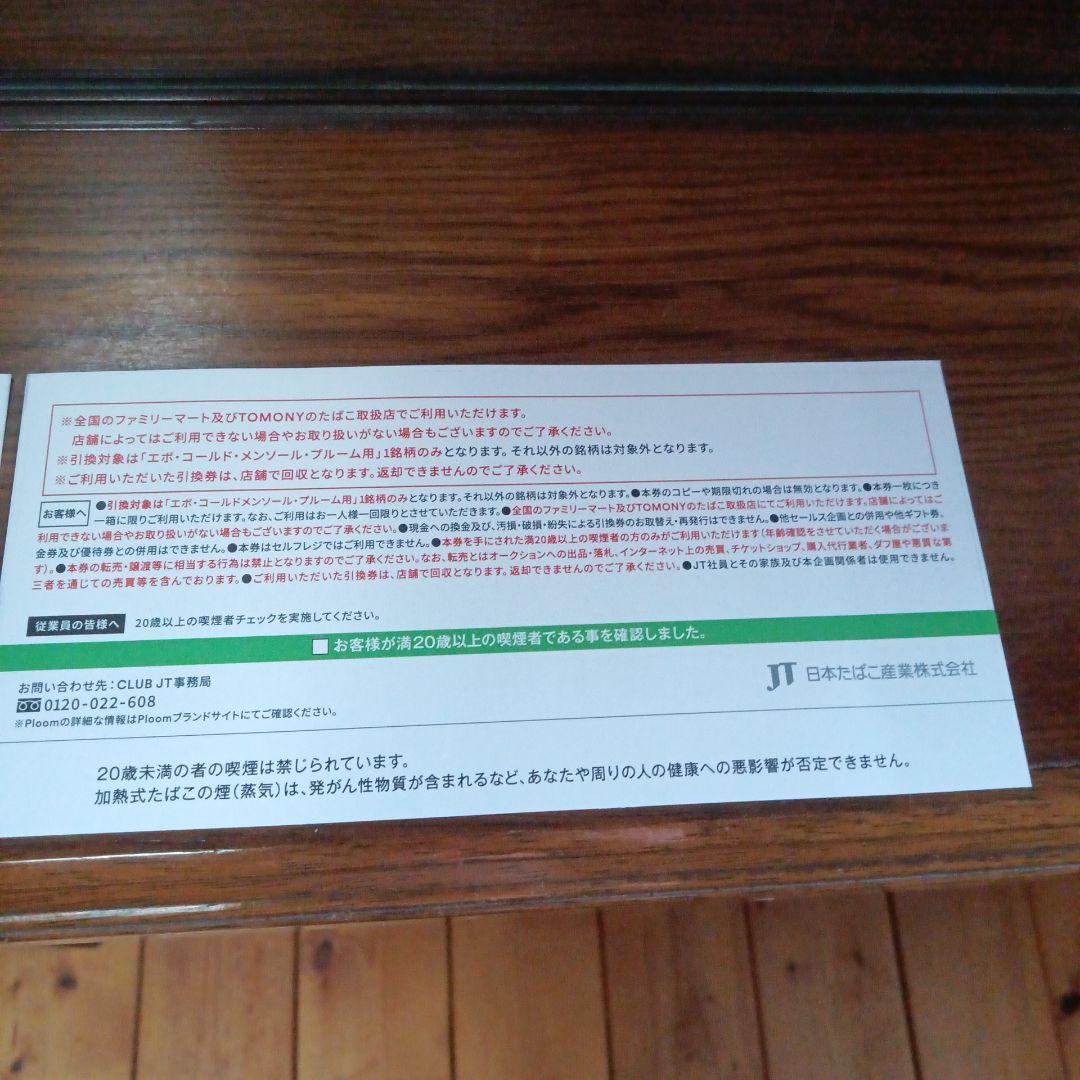 ※全国のファミリーマート及びTOMONYのたばこ取扱店でご利用いただけます。
店舗によってはご利用できない場合やお取り扱いがない場合もございますのでご了承ください。
※引換対象は「エボ・コールド・メンソール・プルーム用」1銘柄のみとなります。それ以外の銘柄は対象外となります。
※ご利用いただいた引換券は、店舗で回収となります。返却できませんのでご了承ください。
お客様へ ●引換対象は「エボ・コールドメンソール・プルーム用」1銘柄のみとなります。それ以外の銘柄は対象外となります。●本券のコピーや期限切れの場合は無効となります。●本券一枚につき
一箱に限りご利用いただけます。なお、ご利用はお一人様一回限りとさせていただきます。●全国のファミリーマート及びTOMONYのたばこ取扱店にてご利用いただけます。店舗によってはご
利用できない場合やお取り扱いがない場合もございますのでご了承ください。●現金への換金及び、汚損・破損・紛失による引換券のお取替え・再発行はできません。●他セールス企画との併用や他ギフト券、
金券及び優待券との併用はできません。●本券はセルフレジではご利用できません。●本券を手にされた満20歳以上の喫煙者の方のみがご利用いただけます（年齢確認をさせていただく場合がございま
す）。●本券の転売・譲渡等に相当する行為は禁止となりますのでご了承ください。なお、転売とはオークションへの出品・落札、インターネット上の売買、チケットショップ、購入代行業者、ダフ屋や悪質な第
三者を通じての売買等を含んでおります。●ご利用いただいた引換券は、店舗で回収となります。返却できませんのでご了承ください。●JT社員とその家族及び本企画関係者は使用できません。
従業員の皆様へ 20歳以上の喫煙者チェックを実施してください。
お客様が満20歳以上の喫煙者である事を確認しました。
お問い合わせ先：CLUB JT事務局
0120-022-608
※Ploomの詳細な情報はPloomブランドサイトにてご確認ください。
JT 日本たばこ産業株式会社
20歳未満の者の喫煙は禁じられています。
加熱式たばこの煙（蒸気）は、発がん性物質が含まれるなど、あなたや周りの人の健康への悪影響が否定できません。